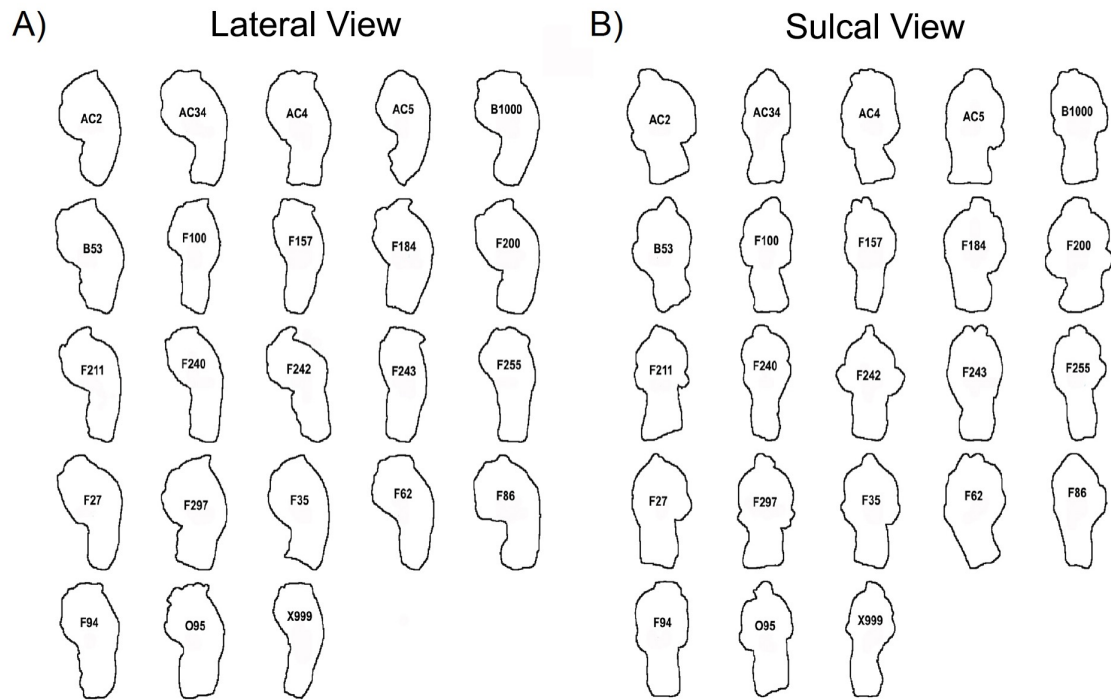 A) Lateral View B) Sulcal View
AC2 AC34 AC4 AC5 B1000 AC2 AC34 AC4 AC5 B1000
B53 F100 F157 F184 F200 B53 F100 F157 F184 F200
F211 F240 F242 F243 F255 F211 F240 F242 F243 F255
F27 F297 F35 F62 F86 F27 F297 F35 F62 F86
F94 O95 X999 F94 O95 X999